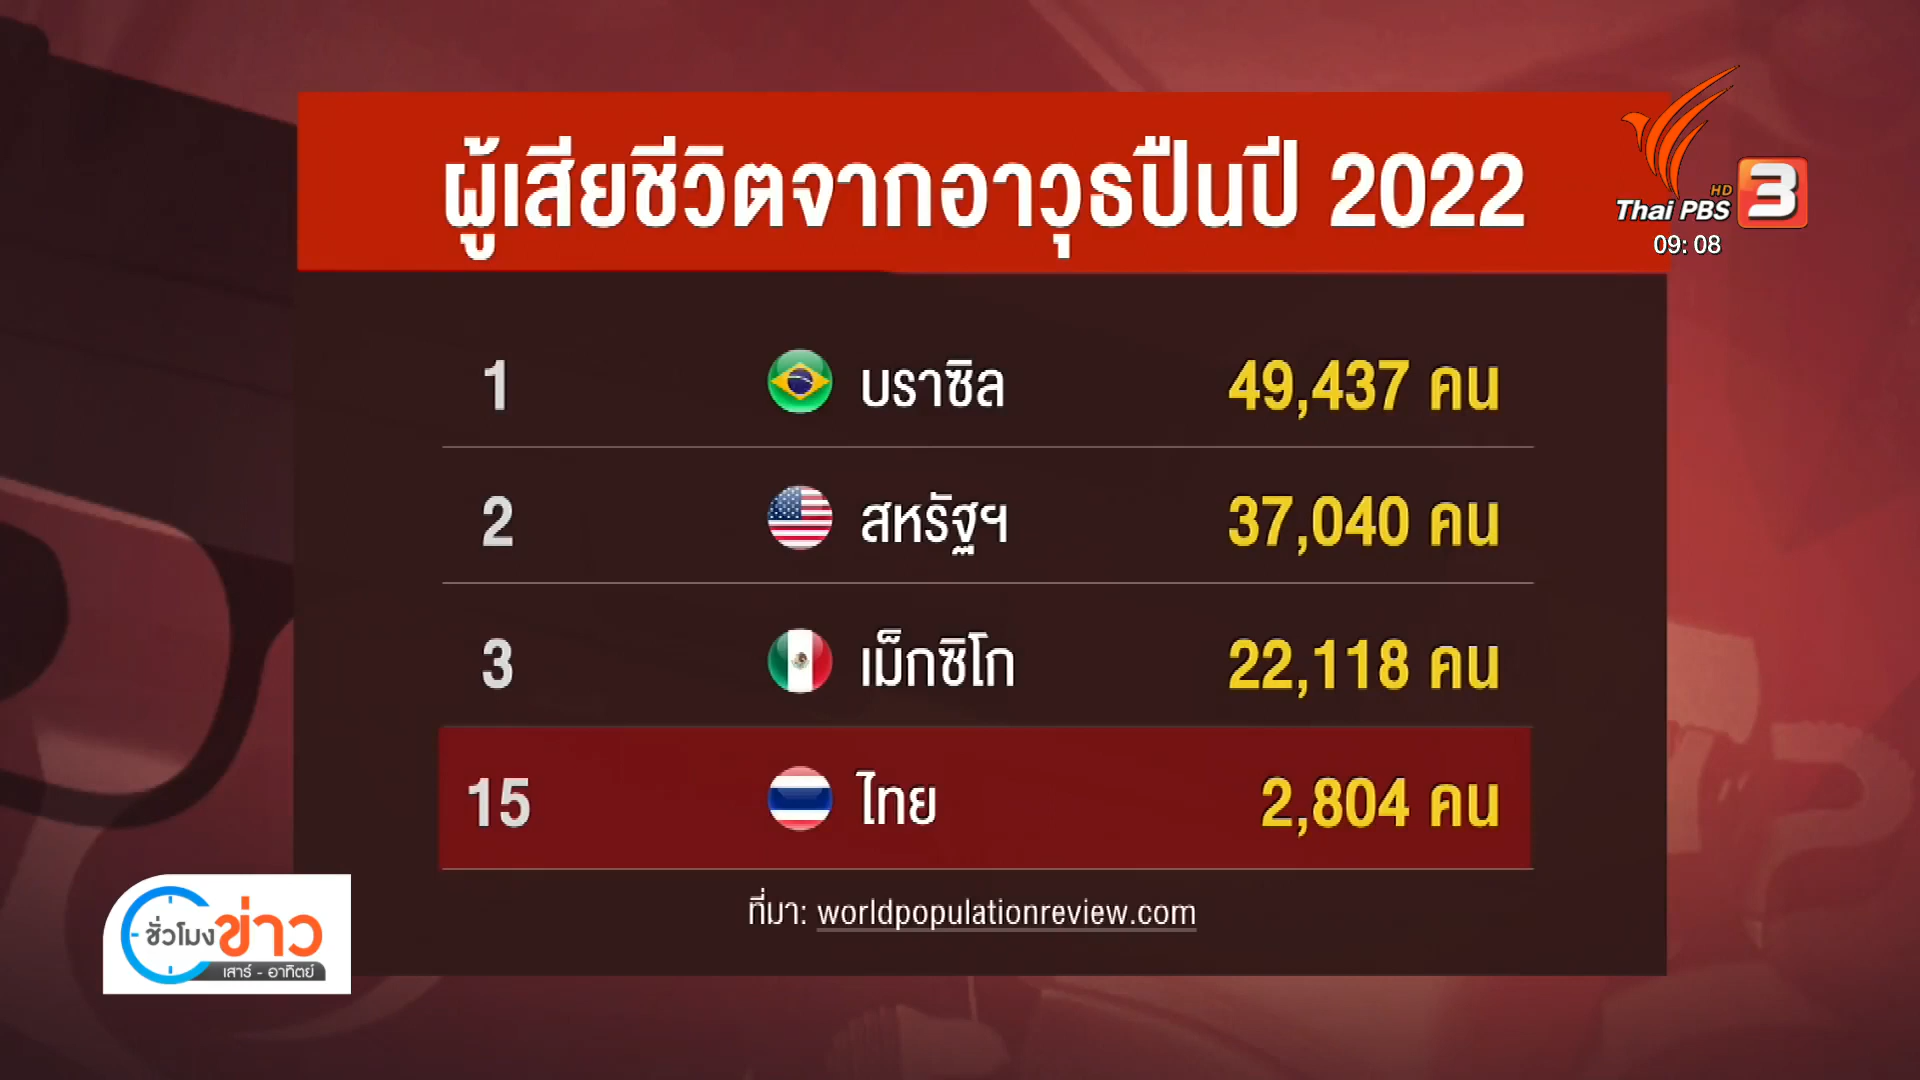 ผู้เสียชีวิตจากอาวุธปืนปี 2022
HD
Thai PBS 3
09: 08
1 บราซิล 49,437 คน
2 สหรัฐฯ 37,040 คน
3 เม็กซิโก 22,118 คน
15 ไทย 2,804 คน
ที่มา: worldpopulationreview.com
ชั่วโมงข่าว
เสาร์ - อาทิตย์